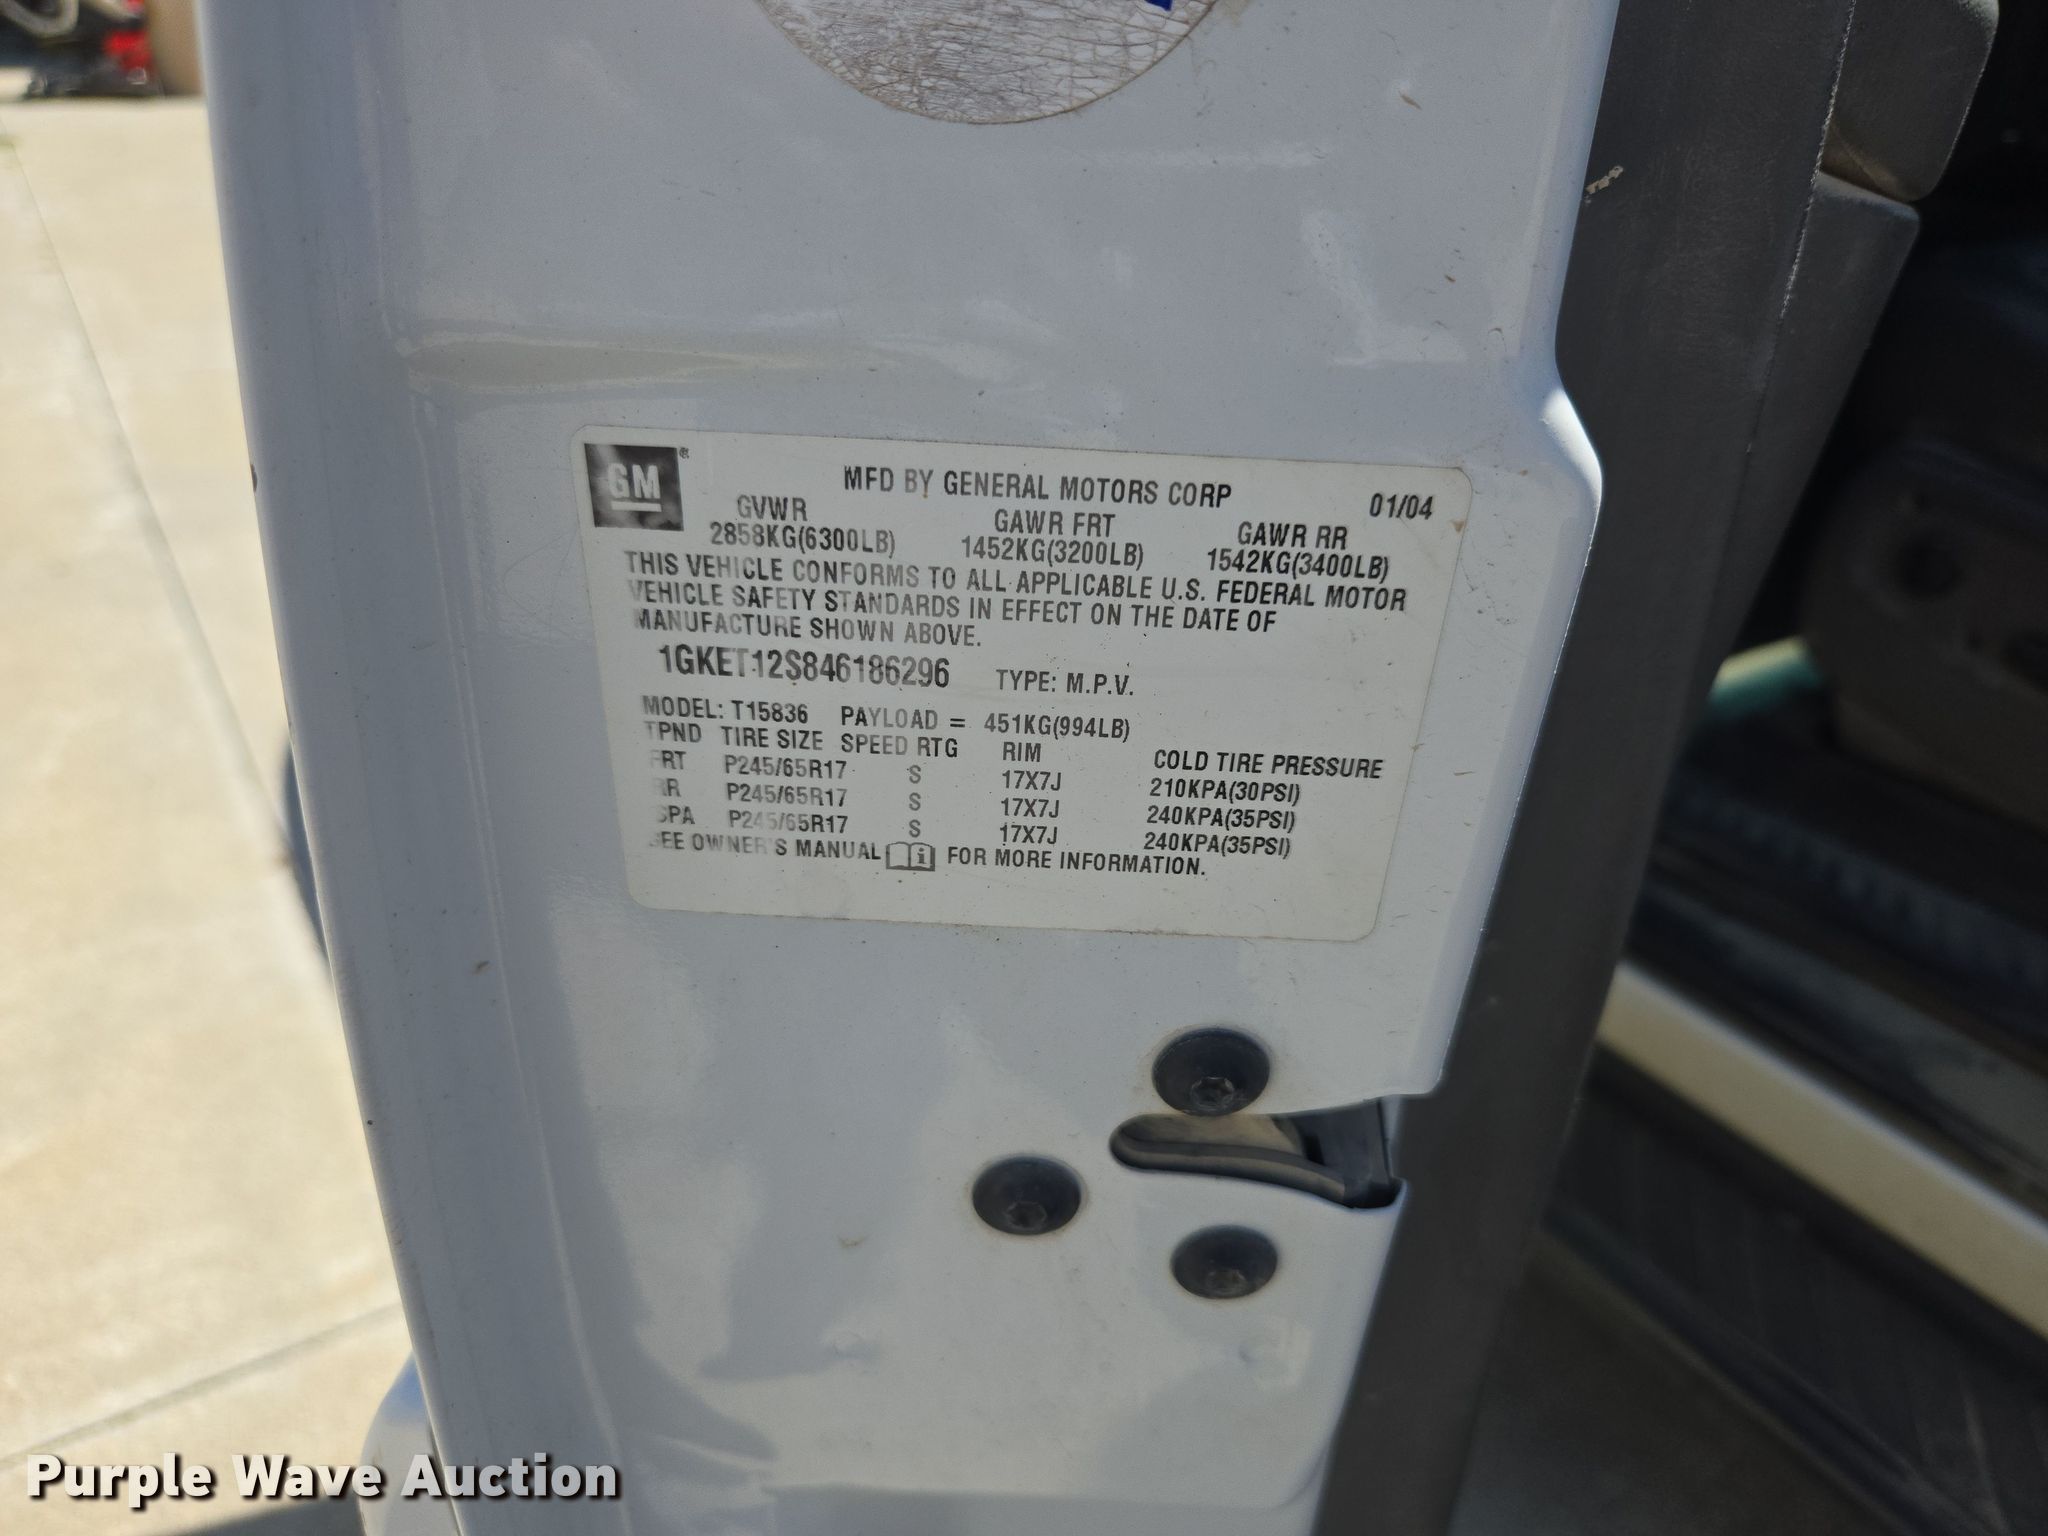 GM®
MFD BY GENERAL MOTORS CORP 01/04
GVWR GAWR FRT GAWR RR
2858KG(6300LB) 1452KG(3200LB) 1542KG(3400LB)
THIS VEHICLE CONFORMS TO ALL APPLICABLE U.S. FEDERAL MOTOR
VEHICLE SAFETY STANDARDS IN EFFECT ON THE DATE OF
MANUFACTURE SHOWN ABOVE.
1GKET12S846186296 TYPE: M.P.V.
MODEL: T15836 PAYLOAD = 451KG(994LB)
TPND TIRE SIZE SPEED RTG RIM COLD TIRE PRESSURE
FRT P245/65R17 S 17X7J 210KPA(30PSI)
RR P245/65R17 S 17X7J 240KPA(35PSI)
SPA P245/65R17 S 17X7J 240KPA(35PSI)
SEE OWNER'S MANUAL i FOR MORE INFORMATION.
Purple Wave Auction